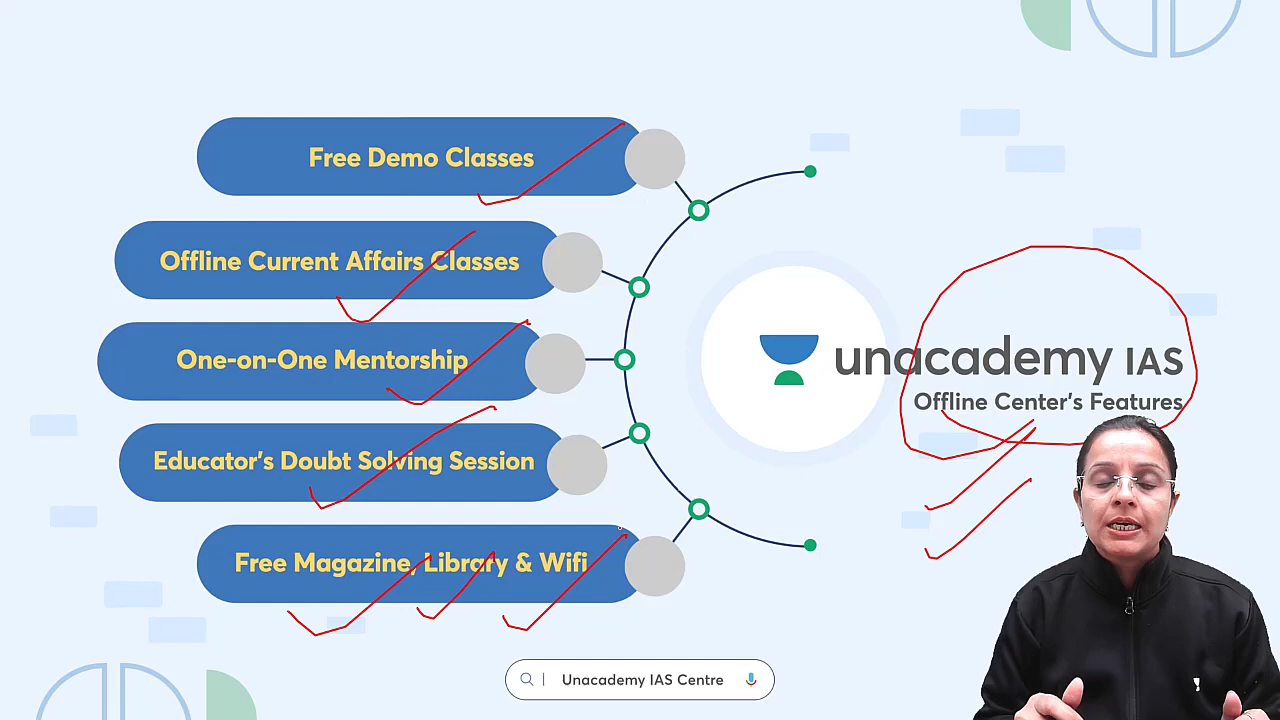 Free Demo Classes
Offline Current Affairs Classes
One-on-One Mentorship
Educator's Doubt Solving Session
Free Magazine, Library & Wifi
unacademy IAS
Offline Center's Features
Unacademy IAS Centre